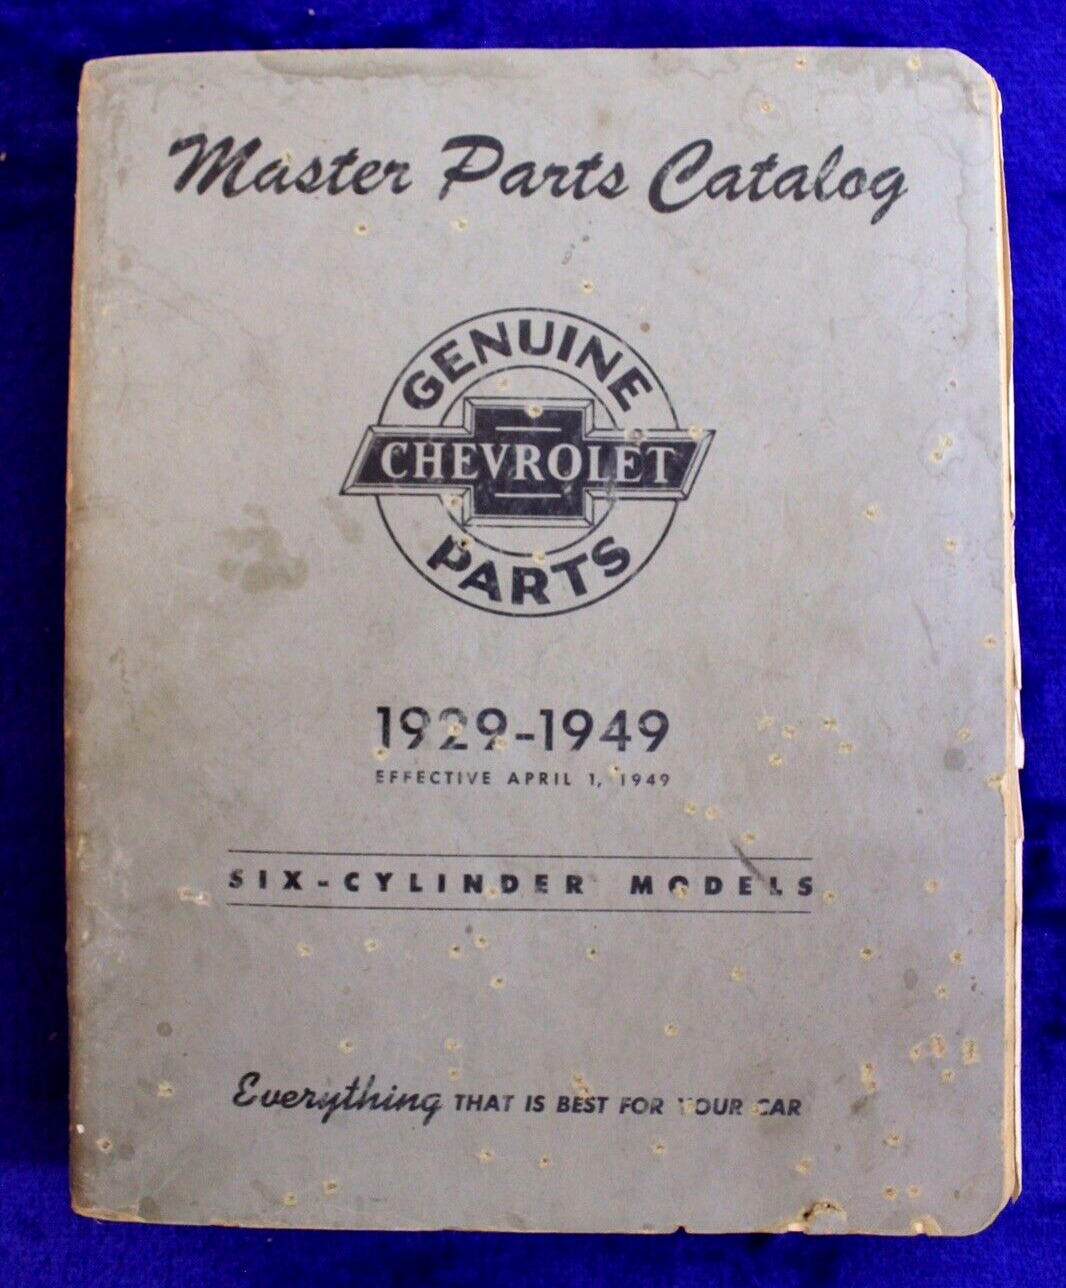 Master Parts Catalog
GENUINE
CHEVROLET
PARTS
1929-1949
EFFECTIVE APRIL 1, 1949
SIX-CYLINDER MODELS
Everything THAT IS BEST FOR YOUR CAR